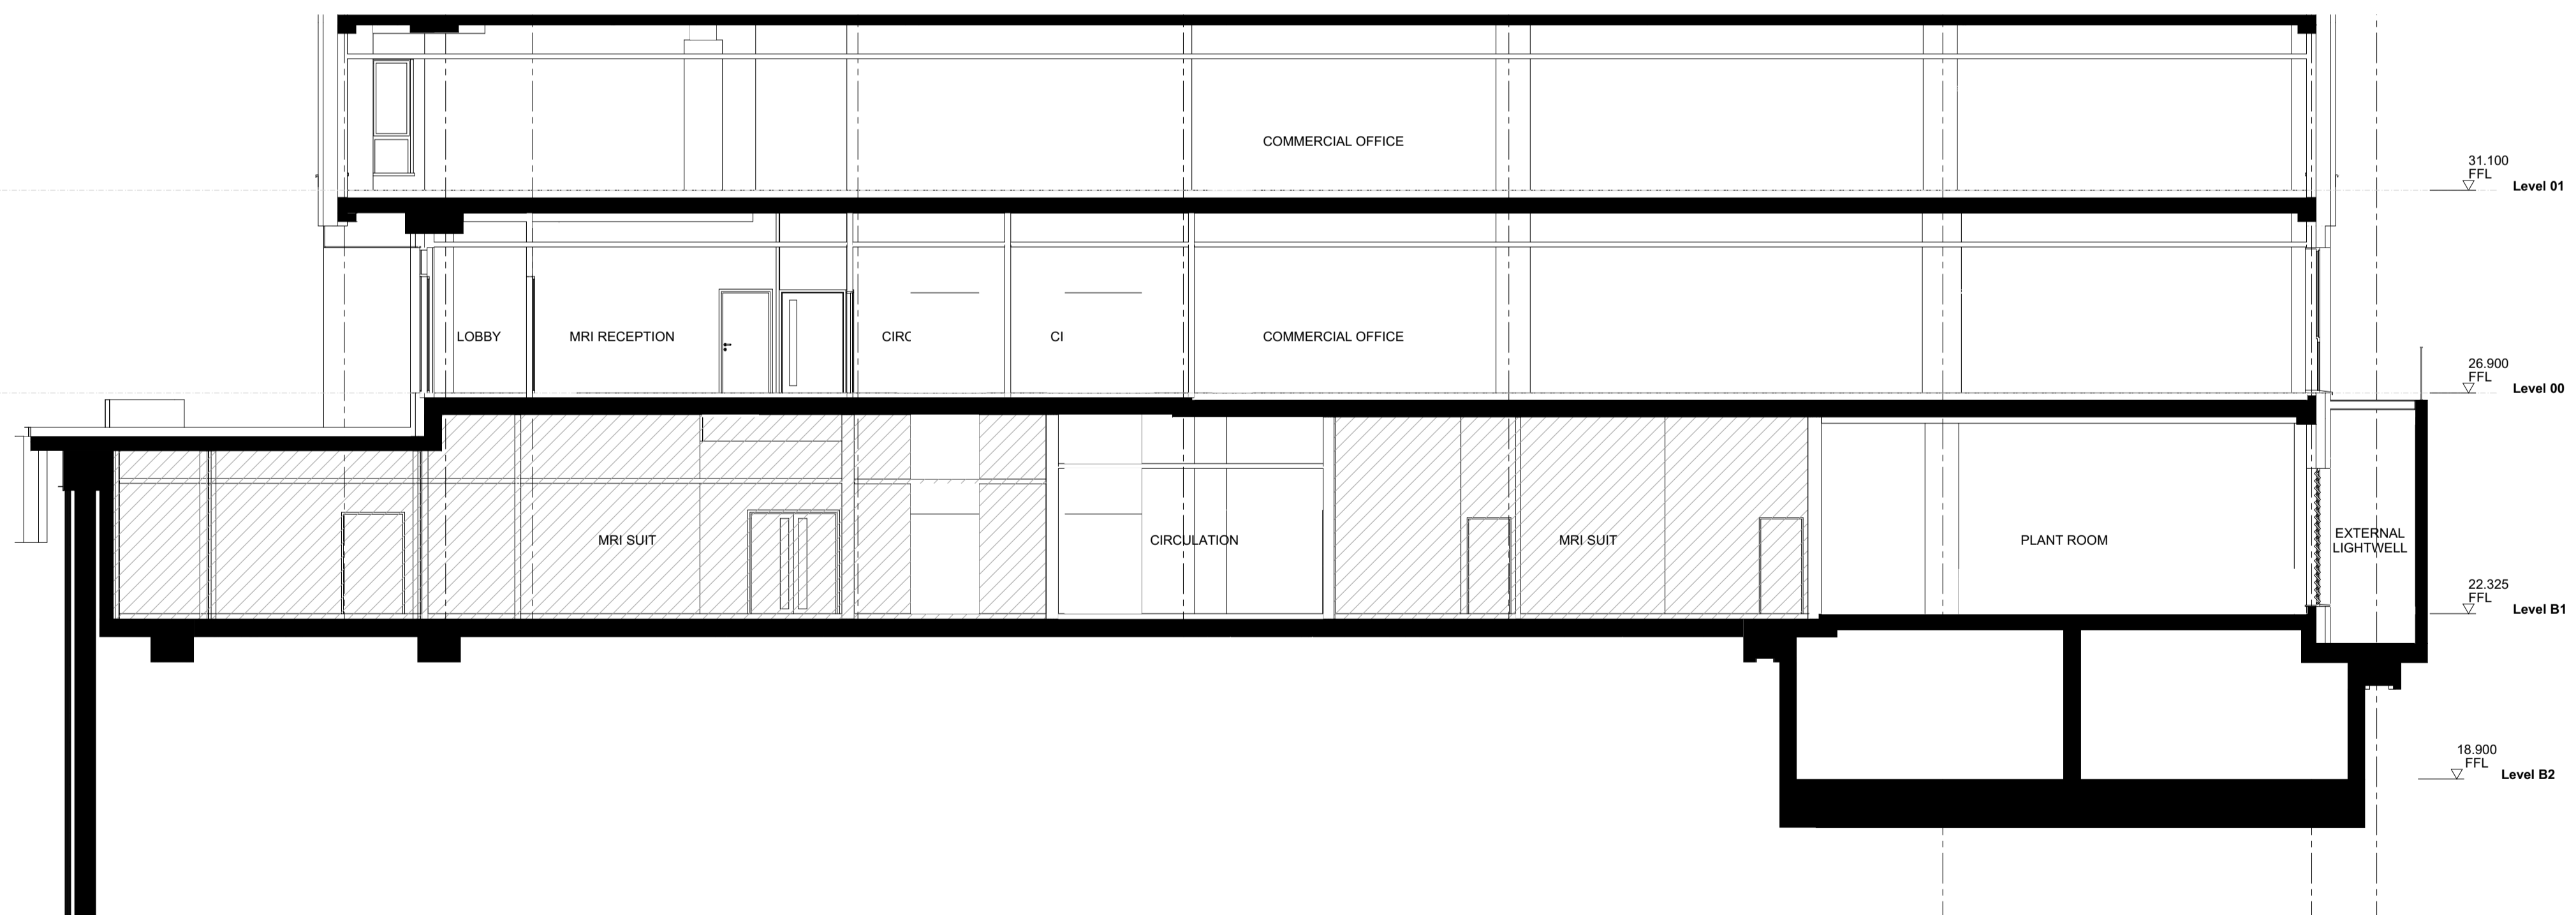 COMMERCIAL OFFICE
31.100
FFL
Level 01
LOBBY
MRI RECEPTION
CIRC
CI
COMMERCIAL OFFICE
26.900
FFL
Level 00
MRI SUIT
CIRCULATION
MRI SUIT
PLANT ROOM
EXTERNAL
LIGHTWELL
22.325
FFL
Level B1
18.900
FFL
Level B2